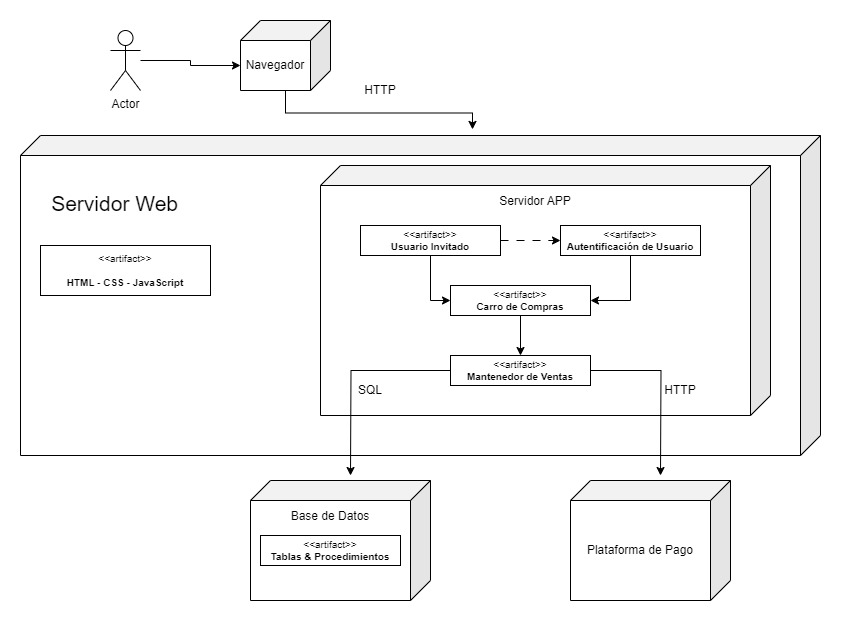 Navegador
Actor
HTTP
Servidor Web
<<artifact>>
HTML - CSS - JavaScript
Servidor APP
<<artifact>>
Usuario Invitado
<<artifact>>
Autentificación de Usuario
<<artifact>>
Carro de Compras
<<artifact>>
Mantenedor de Ventas
SQL
HTTP
Base de Datos
<<artifact>>
Tablas & Procedimientos
Plataforma de Pago